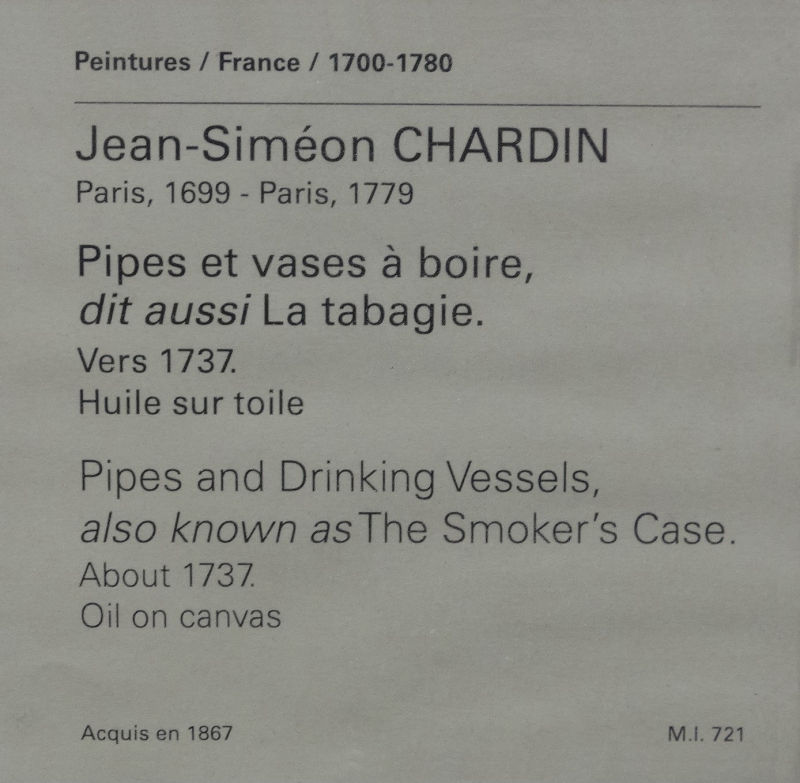 Peintures / France / 1700-1780
Jean-Siméon CHARDIN
Paris, 1699 - Paris, 1779
Pipes et vases à boire,
dit aussi La tabagie.
Vers 1737.
Huile sur toile
Pipes and Drinking Vessels,
also known as The Smoker's Case.
About 1737.
Oil on canvas
Acquis en 1867
M.I. 721